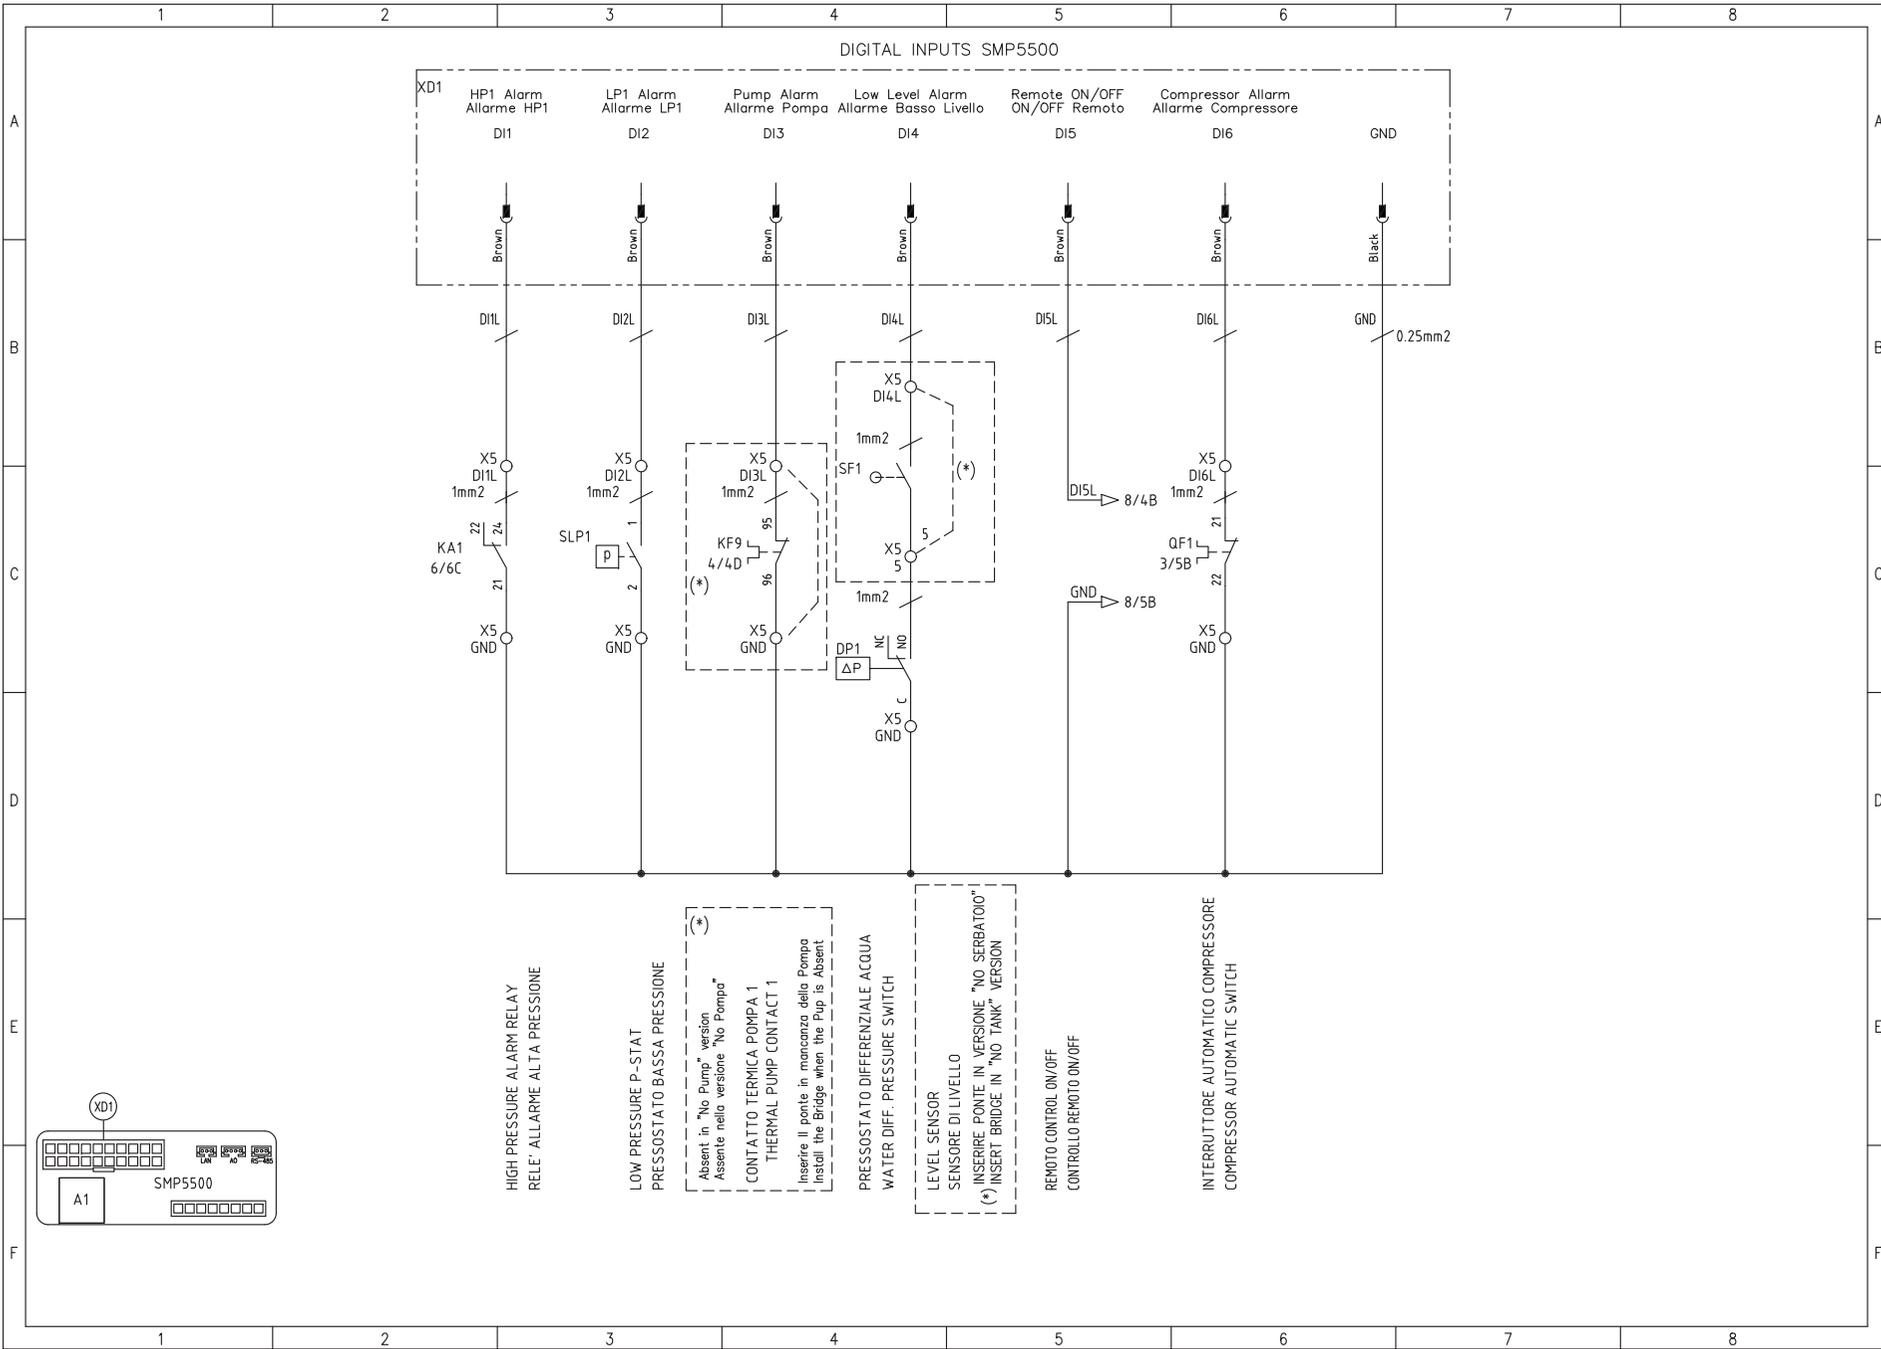 1 2 3 4 5 6 7 8
DIGITAL INPUTS SMP5500
XD1
HP1 Alarm
Allarme HP1
DI1
LP1 Alarm
Allarme LP1
DI2
Pump Alarm
Allarme Pompa
DI3
Low Level Alarm
Allarme Basso Livello
DI4
Remote ON/OFF
ON/OFF Remoto
DI5
Compressor Allarm
Allarme Compressore
DI6
GND
A A
Brown Brown Brown Brown Brown Brown Black
DI1L DI2L DI3L DI4L DI5L DI6L GND
0.25mm2
B B
X5
DI1L
1mm2
22 24
KA1
6/6C
21
X5
GND
X5
DI2L
1mm2
1
SLP1
p
2
X5
GND
X5
DI3L
1mm2
95
KF9
4/4D
96
(*)
X5
GND
X5
DI4L
1mm2
SF1
(*)
5
X5
5
1mm2
NC NO
DP1
ΔP
C
X5
GND
DI5L
8/4B
GND
8/5B
X5
DI6L
1mm2
21
QF1
3/5B
22
X5
GND
C C
D D
HIGH PRESSURE ALARM RELAY
RELE' ALLARME ALTA PRESSIONE
LOW PRESSURE P-STAT
PRESSOSTATO BASSA PRESSIONE
(*)
Absent in "No Pump" version
Assente nella versione "No Pompa"
CONTATTO TERMICA POMPA 1
THERMAL PUMP CONTACT 1
Inserire Il ponte in mancanza della Pompa
Install the Bridge when the Pup is Absent
PRESSOSTATO DIFFERENZIALE ACQUA
WATER DIFF. PRESSURE SWITCH
LEVEL SENSOR
SENSORE DI LIVELLO
(*) INSERIRE PONTE IN VERSIONE "NO SERBATOIO"
INSERT BRIDGE IN "NO TANK" VERSION
REMOTO CONTROL ON/OFF
CONTROLLO REMOTO ON/OFF
INTERRUTTORE AUTOMATICO COMPRESSORE
COMPRESSOR AUTOMATIC SWITCH
E E
XD1
LAN AO RS-485
SMP5500
A1
F F
1 2 3 4 5 6 7 8